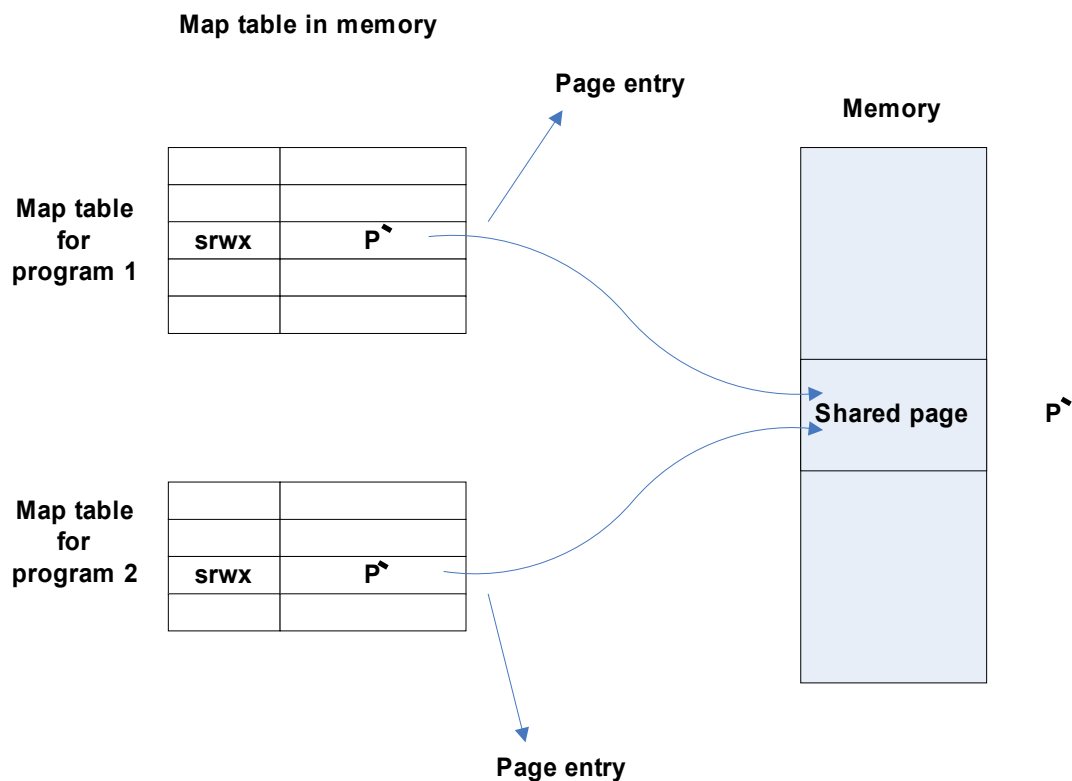 Map table in memory
Page entry
Memory
Map table
for
program 1
srwx P`
Shared page P`
Map table
for
program 2
srwx P`
Page entry